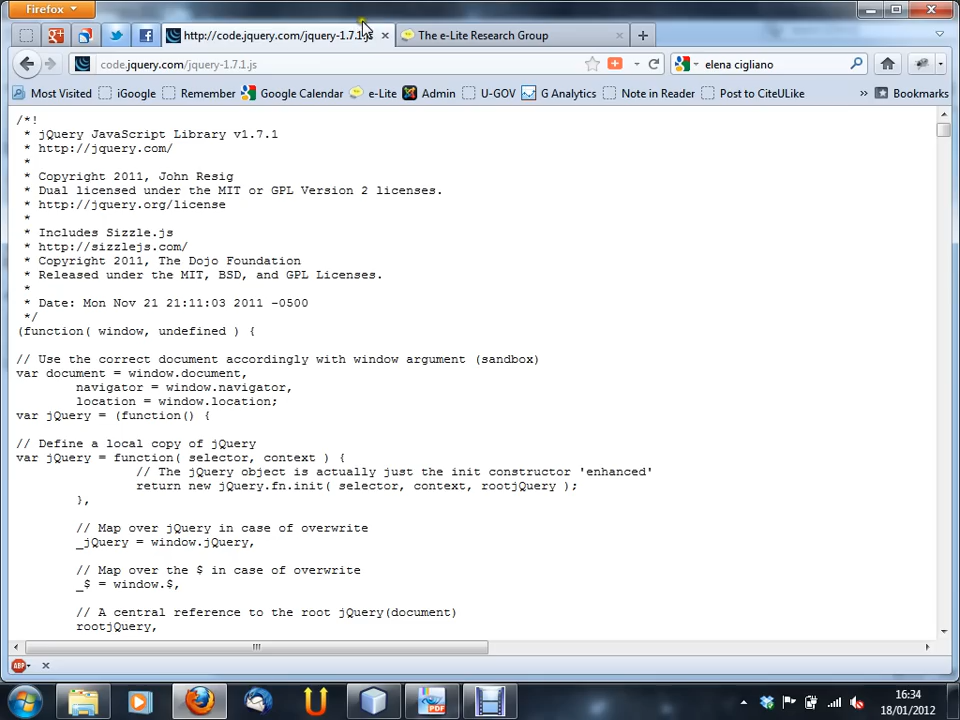 Firefox
http://code.jquery.com/jquery-1.7.1.js
The e-Lite Research Group
code.jquery.com/jquery-1.7.1.js
elena cigliano
Most Visited iGoogle Remember Google Calendar e-Lite Admin U-GOV G Analytics Note in Reader Post to CiteULike » Bookmarks
/*!
* jQuery JavaScript Library v1.7.1
* http://jquery.com/
*
* Copyright 2011, John Resig
* Dual licensed under the MIT or GPL Version 2 licenses.
* http://jquery.org/license
*
* Includes Sizzle.js
* http://sizzlejs.com/
* Copyright 2011, The Dojo Foundation
* Released under the MIT, BSD, and GPL Licenses.
*
* Date: Mon Nov 21 21:11:03 2011 -0500
*/
(function( window, undefined ) {
// Use the correct document accordingly with window argument (sandbox)
var document = window.document,
navigator = window.navigator,
location = window.location;
var jQuery = (function() {
// Define a local copy of jQuery
var jQuery = function( selector, context ) {
// The jQuery object is actually just the init constructor 'enhanced'
return new jQuery.fn.init( selector, context, rootjQuery );
},
// Map over jQuery in case of overwrite
_jQuery = window.jQuery,
// Map over the $ in case of overwrite
_$ = window.$,
// A central reference to the root jQuery(document)
rootjQuery,
ABP
PDF
16:34
18/01/2012